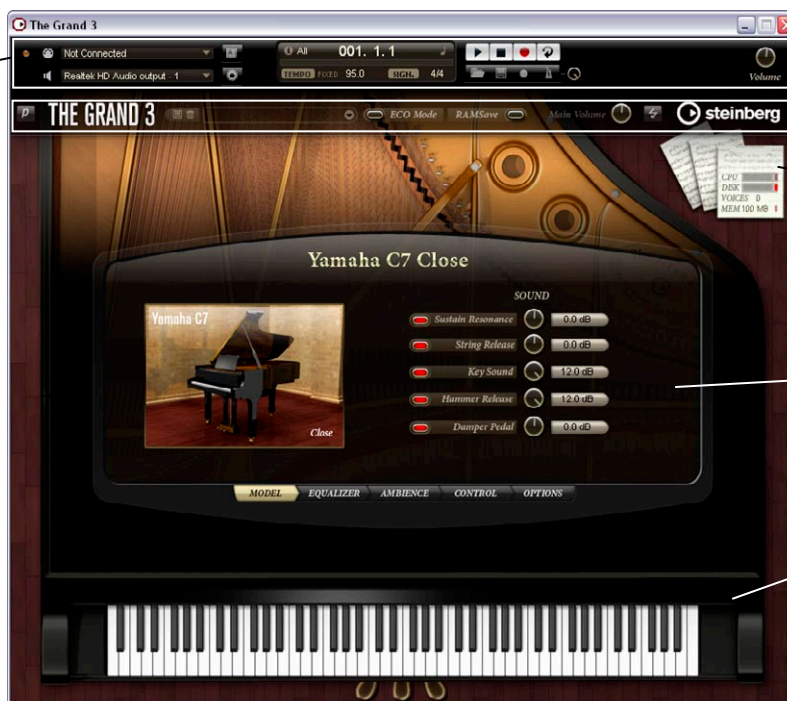 The Grand 3
Not Connected
All
001. 1. 1
Realtek HD Audio output - 1
TEMPO FIXED 95.0 SIGN. 4/4
Volume
THE GRAND 3
ECO Mode
RAMSave
Main Volume
steinberg
CPU
DISK
VOICES 0
MEM 100 MB
Yamaha C7 Close
SOUND
Yamaha C7
Close
Sustain Resonance 0.0 dB
String Release 0.0 dB
Key Sound 12.0 dB
Hammer Release 12.0 dB
Damper Pedal 0.0 dB
MODEL EQUALIZER AMBIENCE CONTROL OPTIONS